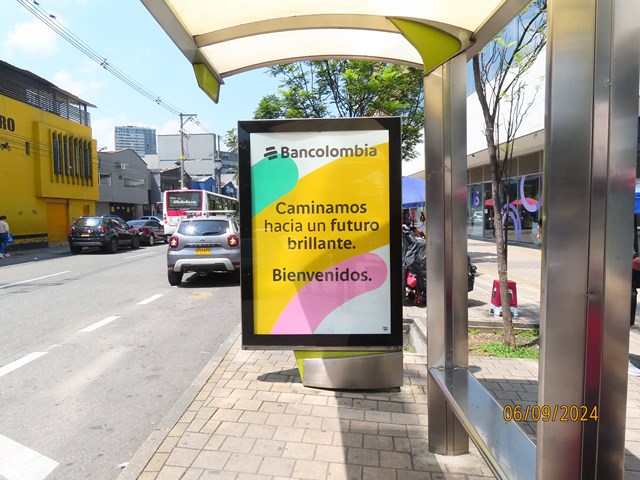 Bancolombia
Caminamos
hacia un futuro
brillante.
Bienvenidos.
06/09/2024